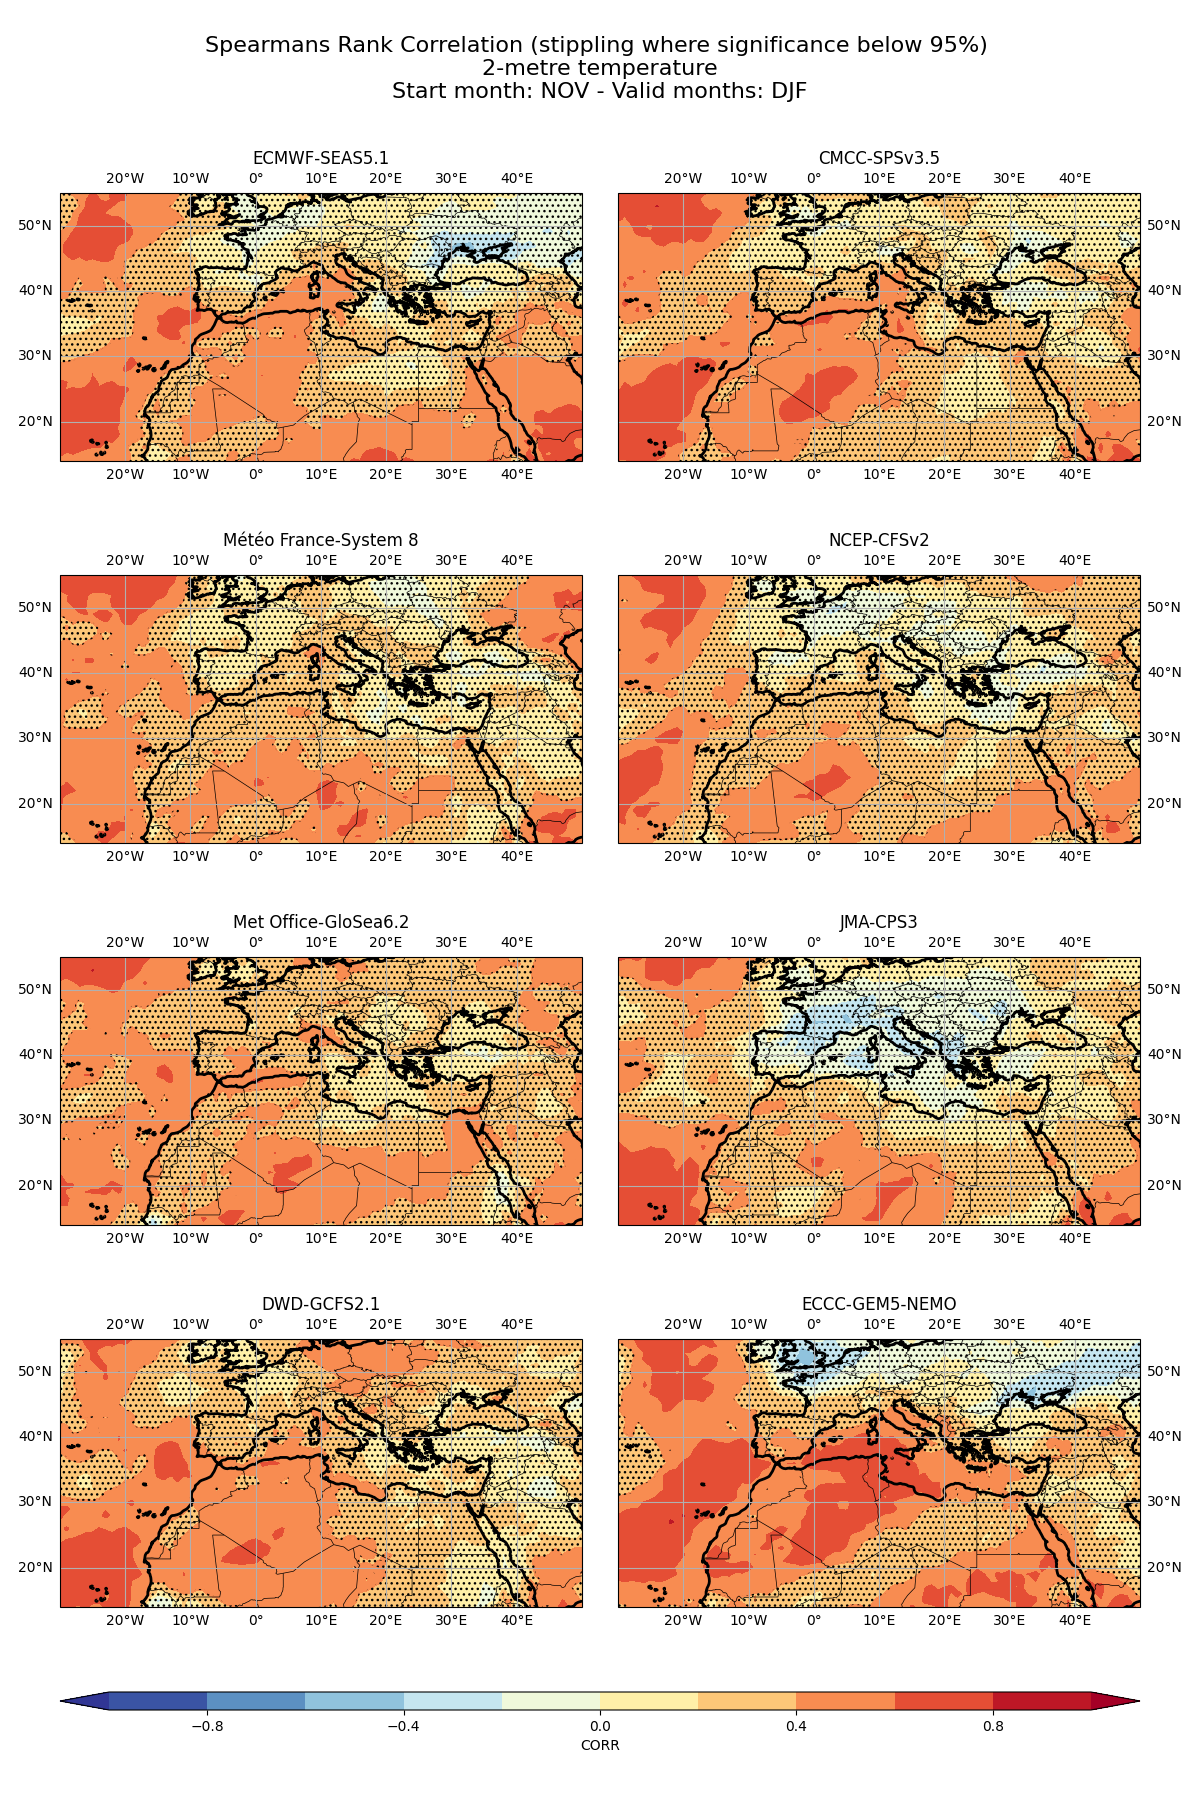 Spearmans Rank Correlation (stippling where significance below 95%)
2-metre temperature
Start month: NOV - Valid months: DJF
ECMWF-SEAS5.1
CMCC-SPSv3.5
20°W 10°W 0° 10°E 20°E 30°E 40°E
20°W 10°W 0° 10°E 20°E 30°E 40°E
50°N
50°N
40°N
40°N
30°N
30°N
20°N
20°N
20°W 10°W 0° 10°E 20°E 30°E 40°E
20°W 10°W 0° 10°E 20°E 30°E 40°E
Météo France-System 8
NCEP-CFSv2
20°W 10°W 0° 10°E 20°E 30°E 40°E
20°W 10°W 0° 10°E 20°E 30°E 40°E
50°N
50°N
40°N
40°N
30°N
30°N
20°N
20°N
20°W 10°W 0° 10°E 20°E 30°E 40°E
20°W 10°W 0° 10°E 20°E 30°E 40°E
Met Office-GloSea6.2
JMA-CPS3
20°W 10°W 0° 10°E 20°E 30°E 40°E
20°W 10°W 0° 10°E 20°E 30°E 40°E
50°N
50°N
40°N
40°N
30°N
30°N
20°N
20°N
20°W 10°W 0° 10°E 20°E 30°E 40°E
20°W 10°W 0° 10°E 20°E 30°E 40°E
DWD-GCFS2.1
ECCC-GEM5-NEMO
20°W 10°W 0° 10°E 20°E 30°E 40°E
20°W 10°W 0° 10°E 20°E 30°E 40°E
50°N
50°N
40°N
40°N
30°N
30°N
20°N
20°N
20°W 10°W 0° 10°E 20°E 30°E 40°E
20°W 10°W 0° 10°E 20°E 30°E 40°E
−0.8 −0.4 0.0 0.4 0.8
CORR